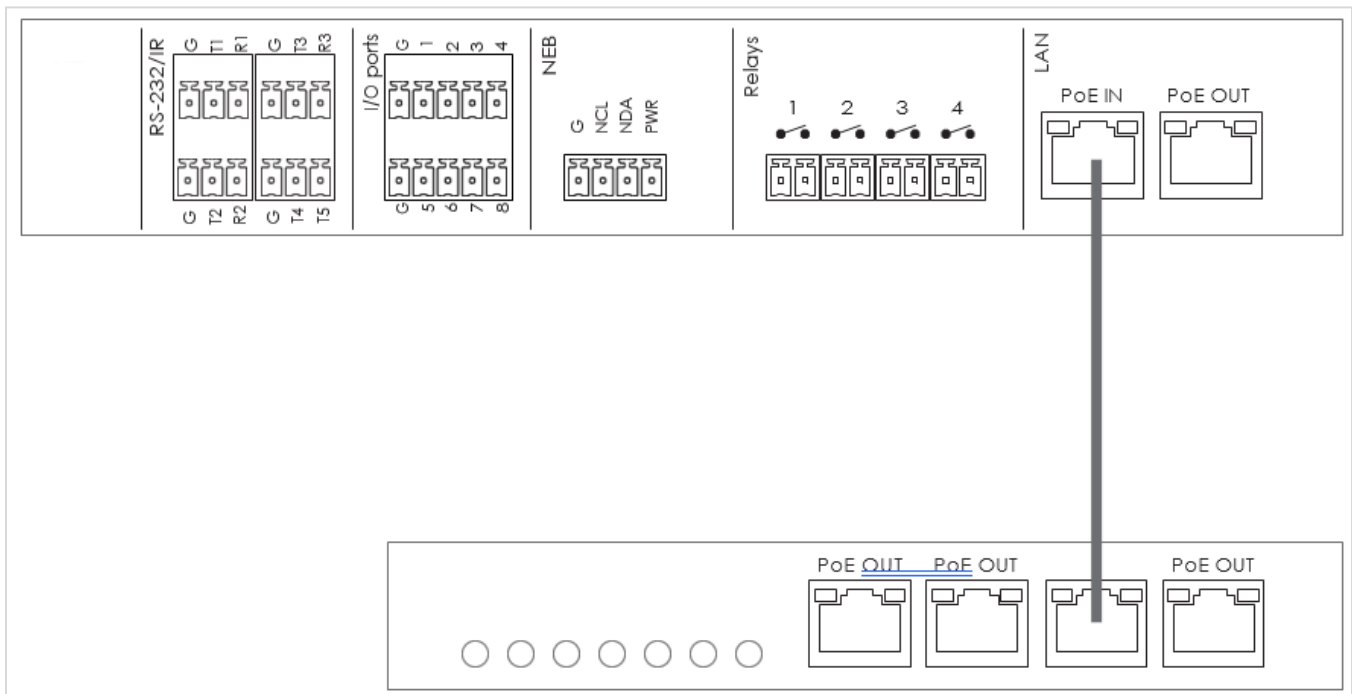 RS-232/IR
G T1 R1 G T3 R3
G T2 R2 G T4 T5
I/O ports
G 1 2 3 4
G 5 6 7 8
NEB
G NCL NDA PWR
Relays
1 2 3 4
LAN
PoE IN PoE OUT
PoE OUT PoE OUT PoE OUT